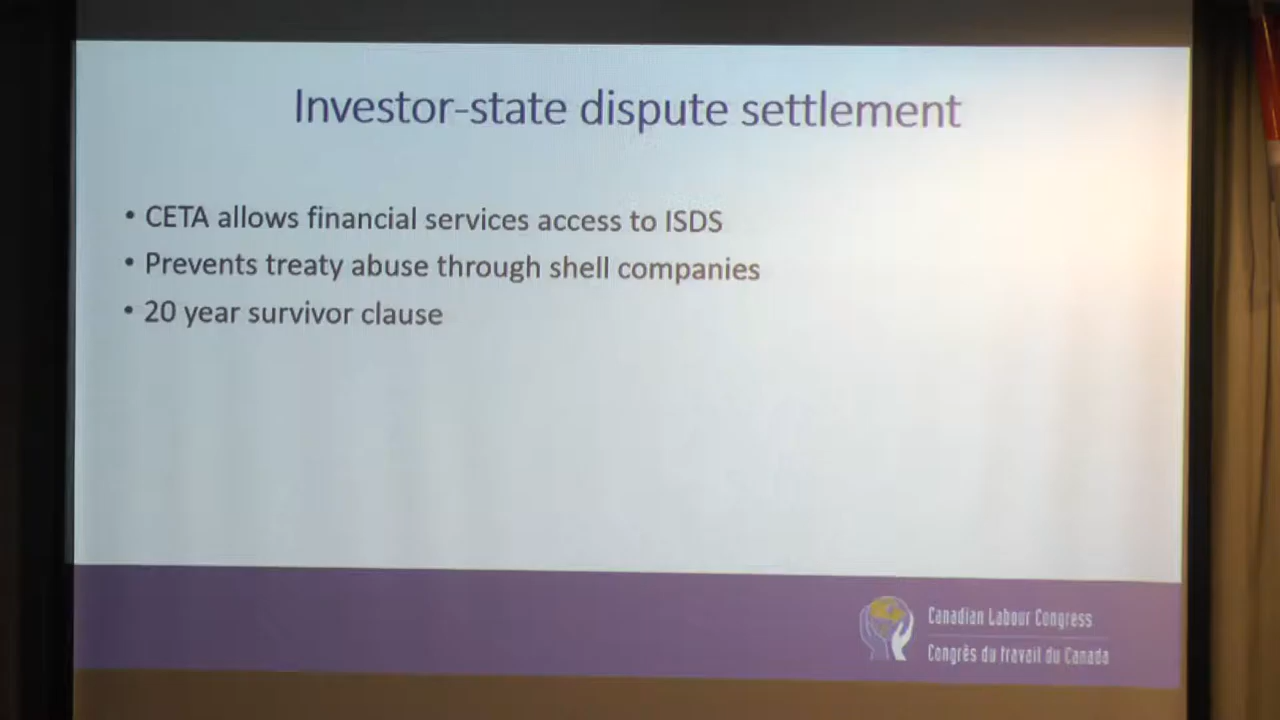 Investor-state dispute settlement
• CETA allows financial services access to ISDS
• Prevents treaty abuse through shell companies
• 20 year survivor clause
Canadian Labour Congress
Congrès du travail du Canada